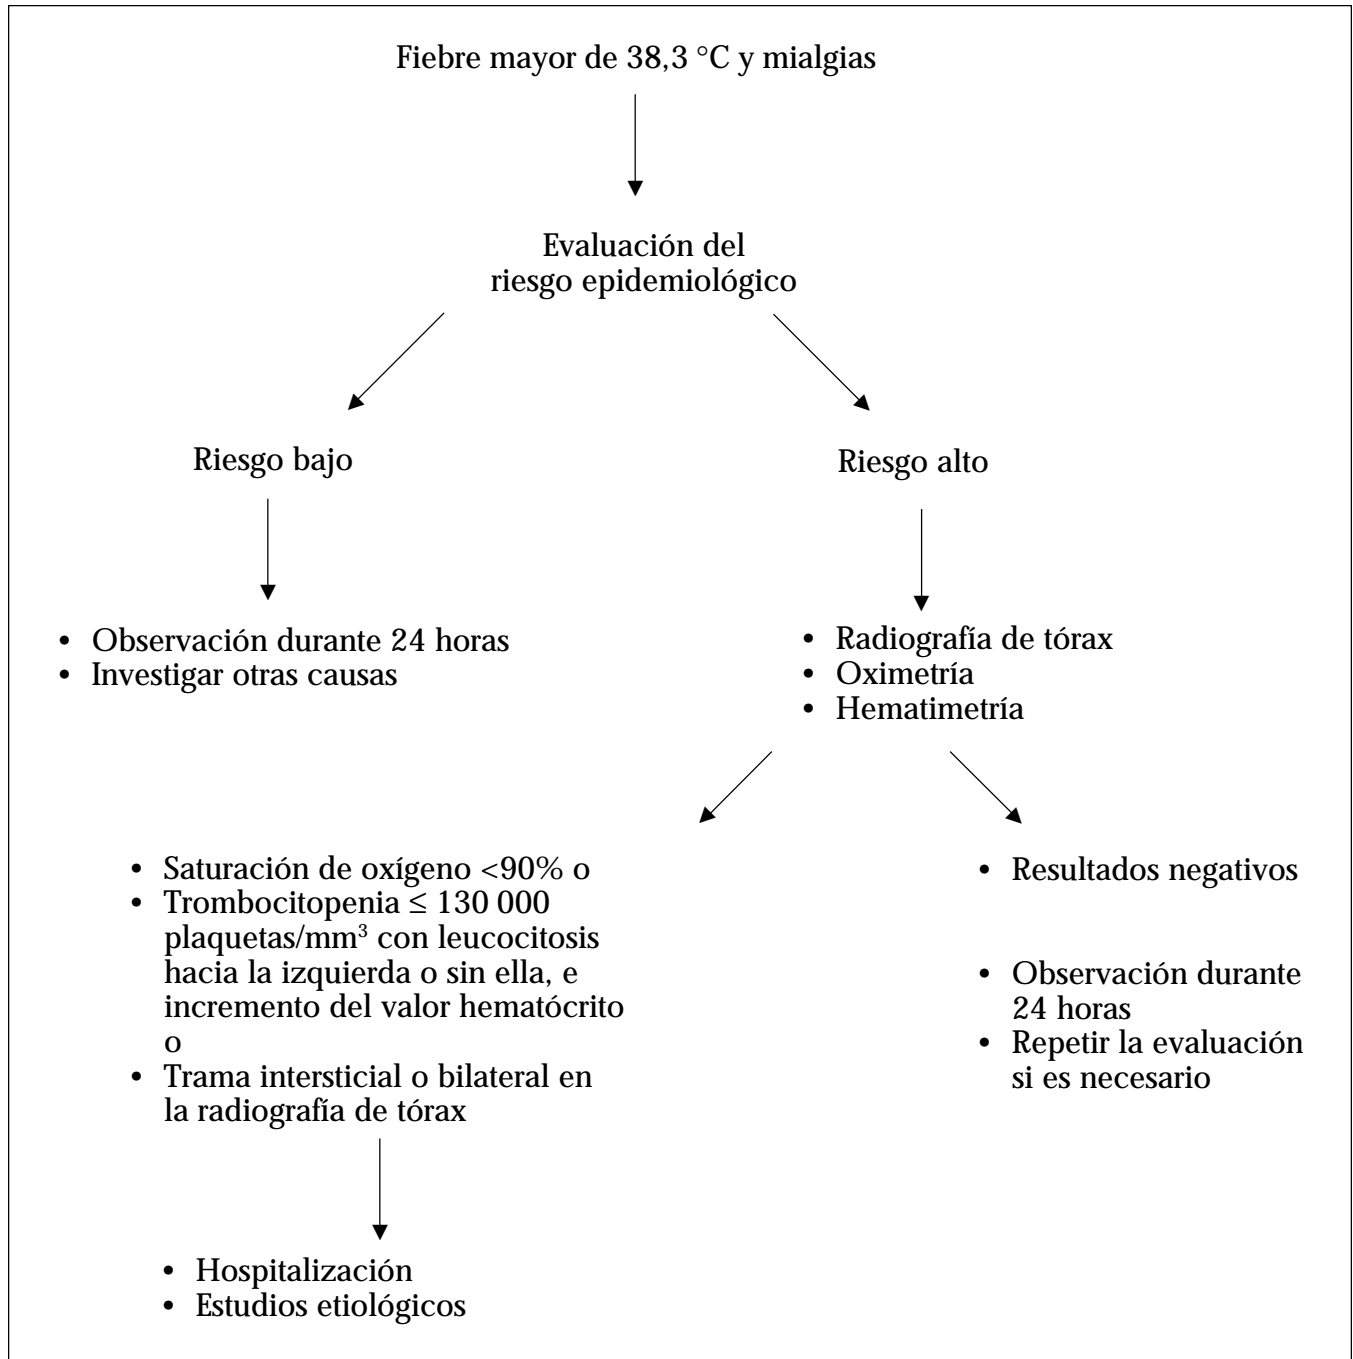 Fiebre mayor de 38,3 °C y mialgias
Evaluación del
riesgo epidemiológico
Riesgo bajo
Riesgo alto
• Observación durante 24 horas
• Investigar otras causas
• Radiografía de tórax
• Oximetría
• Hematimetría
• Saturación de oxígeno <90% o
• Trombocitopenia ≤ 130 000
plaquetas/mm³ con leucocitosis
hacia la izquierda o sin ella, e
incremento del valor hematócrito
o
• Trama intersticial o bilateral en
la radiografía de tórax
• Resultados negativos
• Observación durante
24 horas
• Repetir la evaluación
si es necesario
• Hospitalización
• Estudios etiológicos